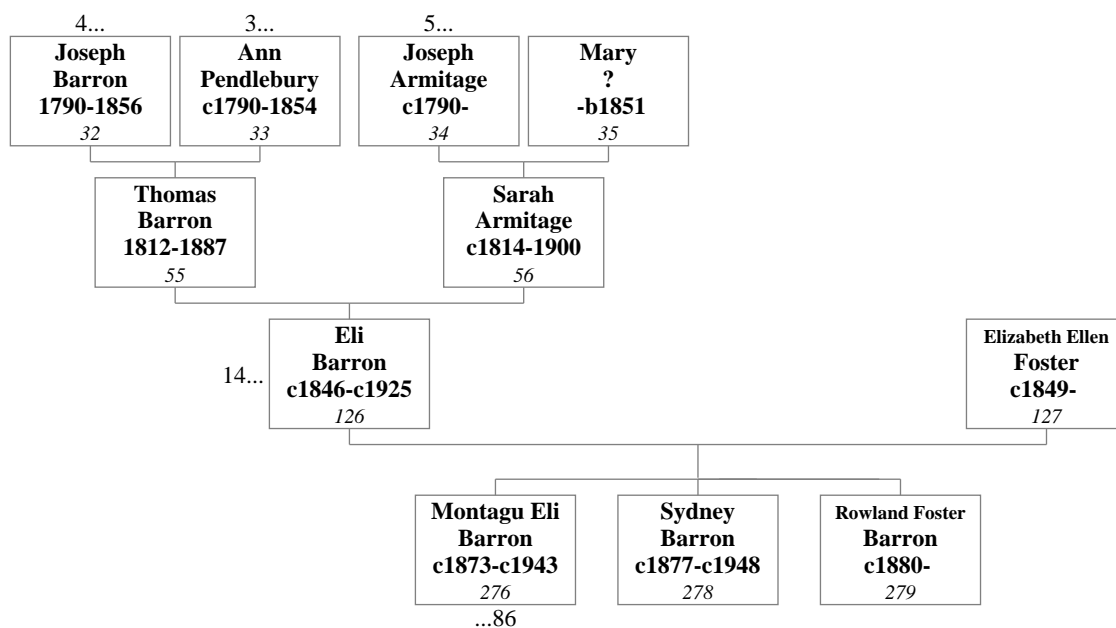 4...
Joseph
Barron
1790-1856
32
3...
Ann
Pendlebury
c1790-1854
33
5...
Joseph
Armitage
c1790-
34
Mary
?
-b1851
35
Thomas
Barron
1812-1887
55
Sarah
Armitage
c1814-1900
56
14...
Eli
Barron
c1846-c1925
126
Elizabeth Ellen
Foster
c1849-
127
Montagu Eli
Barron
c1873-c1943
276
...86
Sydney
Barron
c1877-c1948
278
Rowland Foster
Barron
c1880-
279